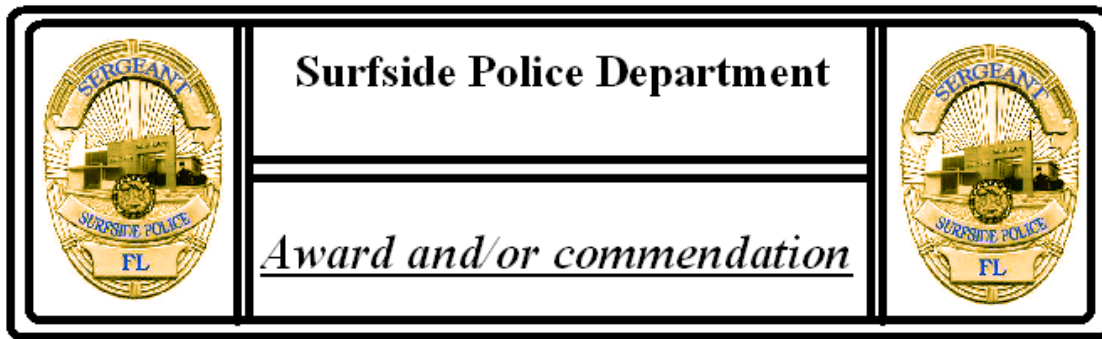 SERGEANT
SURFSIDE POLICE
FL
Surfside Police Department
Award and/or commendation
SERGEANT
SURFSIDE POLICE
FL